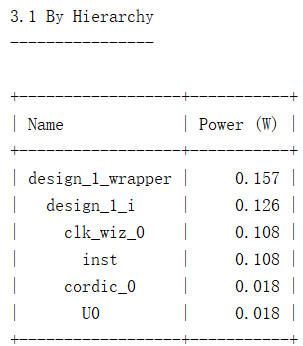 3.1 By Hierarchy
----------------
+------------------+-----------+
| Name             | Power (W) |
+------------------+-----------+
| design_1_wrapper |     0.157 |
|   design_1_i     |     0.126 |
|     clk_wiz_0    |     0.108 |
|       inst       |     0.108 |
|     cordic_0     |     0.018 |
|       U0         |     0.018 |
+------------------+-----------+